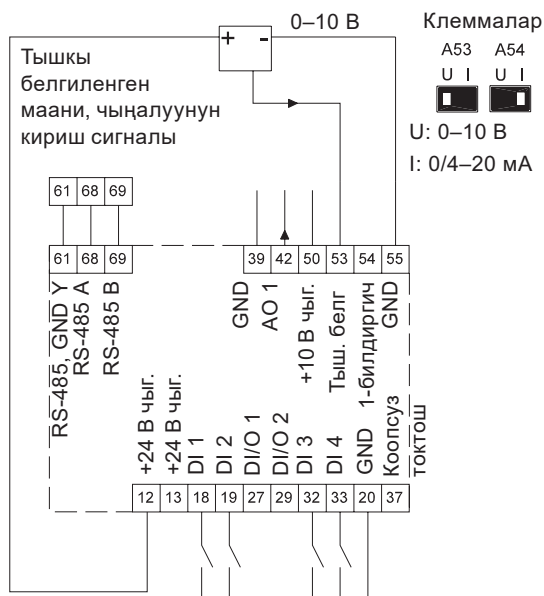 + -
0–10 В
Клеммалар
A53 A54
U I U I
U: 0–10 В
I: 0/4–20 мА
Тышкы
белгиленген
маани, чыңалуунун
кириш сигналы
61 68 69
61 68 69
39 42 50 53 54 55
RS-485, GND Y
RS-485 A
RS-485 B
GND
AO 1
+10 В чыг.
Тыш. белг
1-билдиргич
GND
+24 В чыг.
+24 В чыг.
DI 1
DI 2
DI/O 1
DI/O 2
DI 3
DI 4
GND
Коопсуз
токтош
12 13 18 19 27 29 32 33 20 37